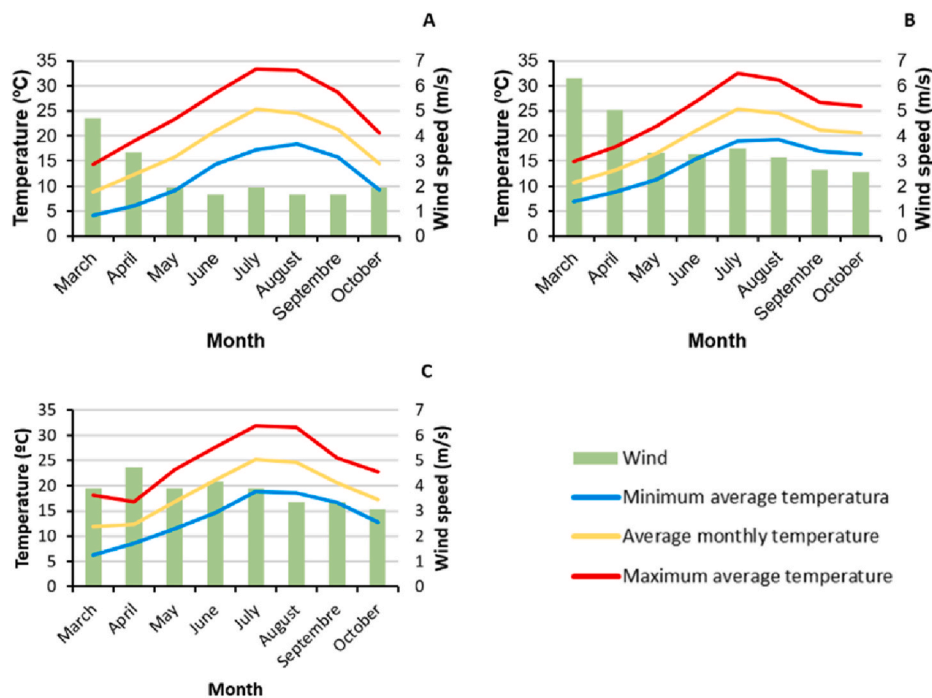 A
Temperature (ºC)
35
30
25
20
15
10
5
0
7
6
5
4
3
2
1
0
Wind speed (m/s)
March
April
May
June
July
August
Septembre
October
Month
B
Temperature (ºC)
35
30
25
20
15
10
5
0
7
6
5
4
3
2
1
0
Wind speed (m/s)
March
April
May
June
July
August
Septembre
October
Month
C
Temperature (ºC)
35
30
25
20
15
10
5
0
7
6
5
4
3
2
1
0
Wind speed (m/s)
March
April
May
June
July
August
Septembre
October
Month
Wind
Minimum average temperatura
Average monthly temperature
Maximum average temperature